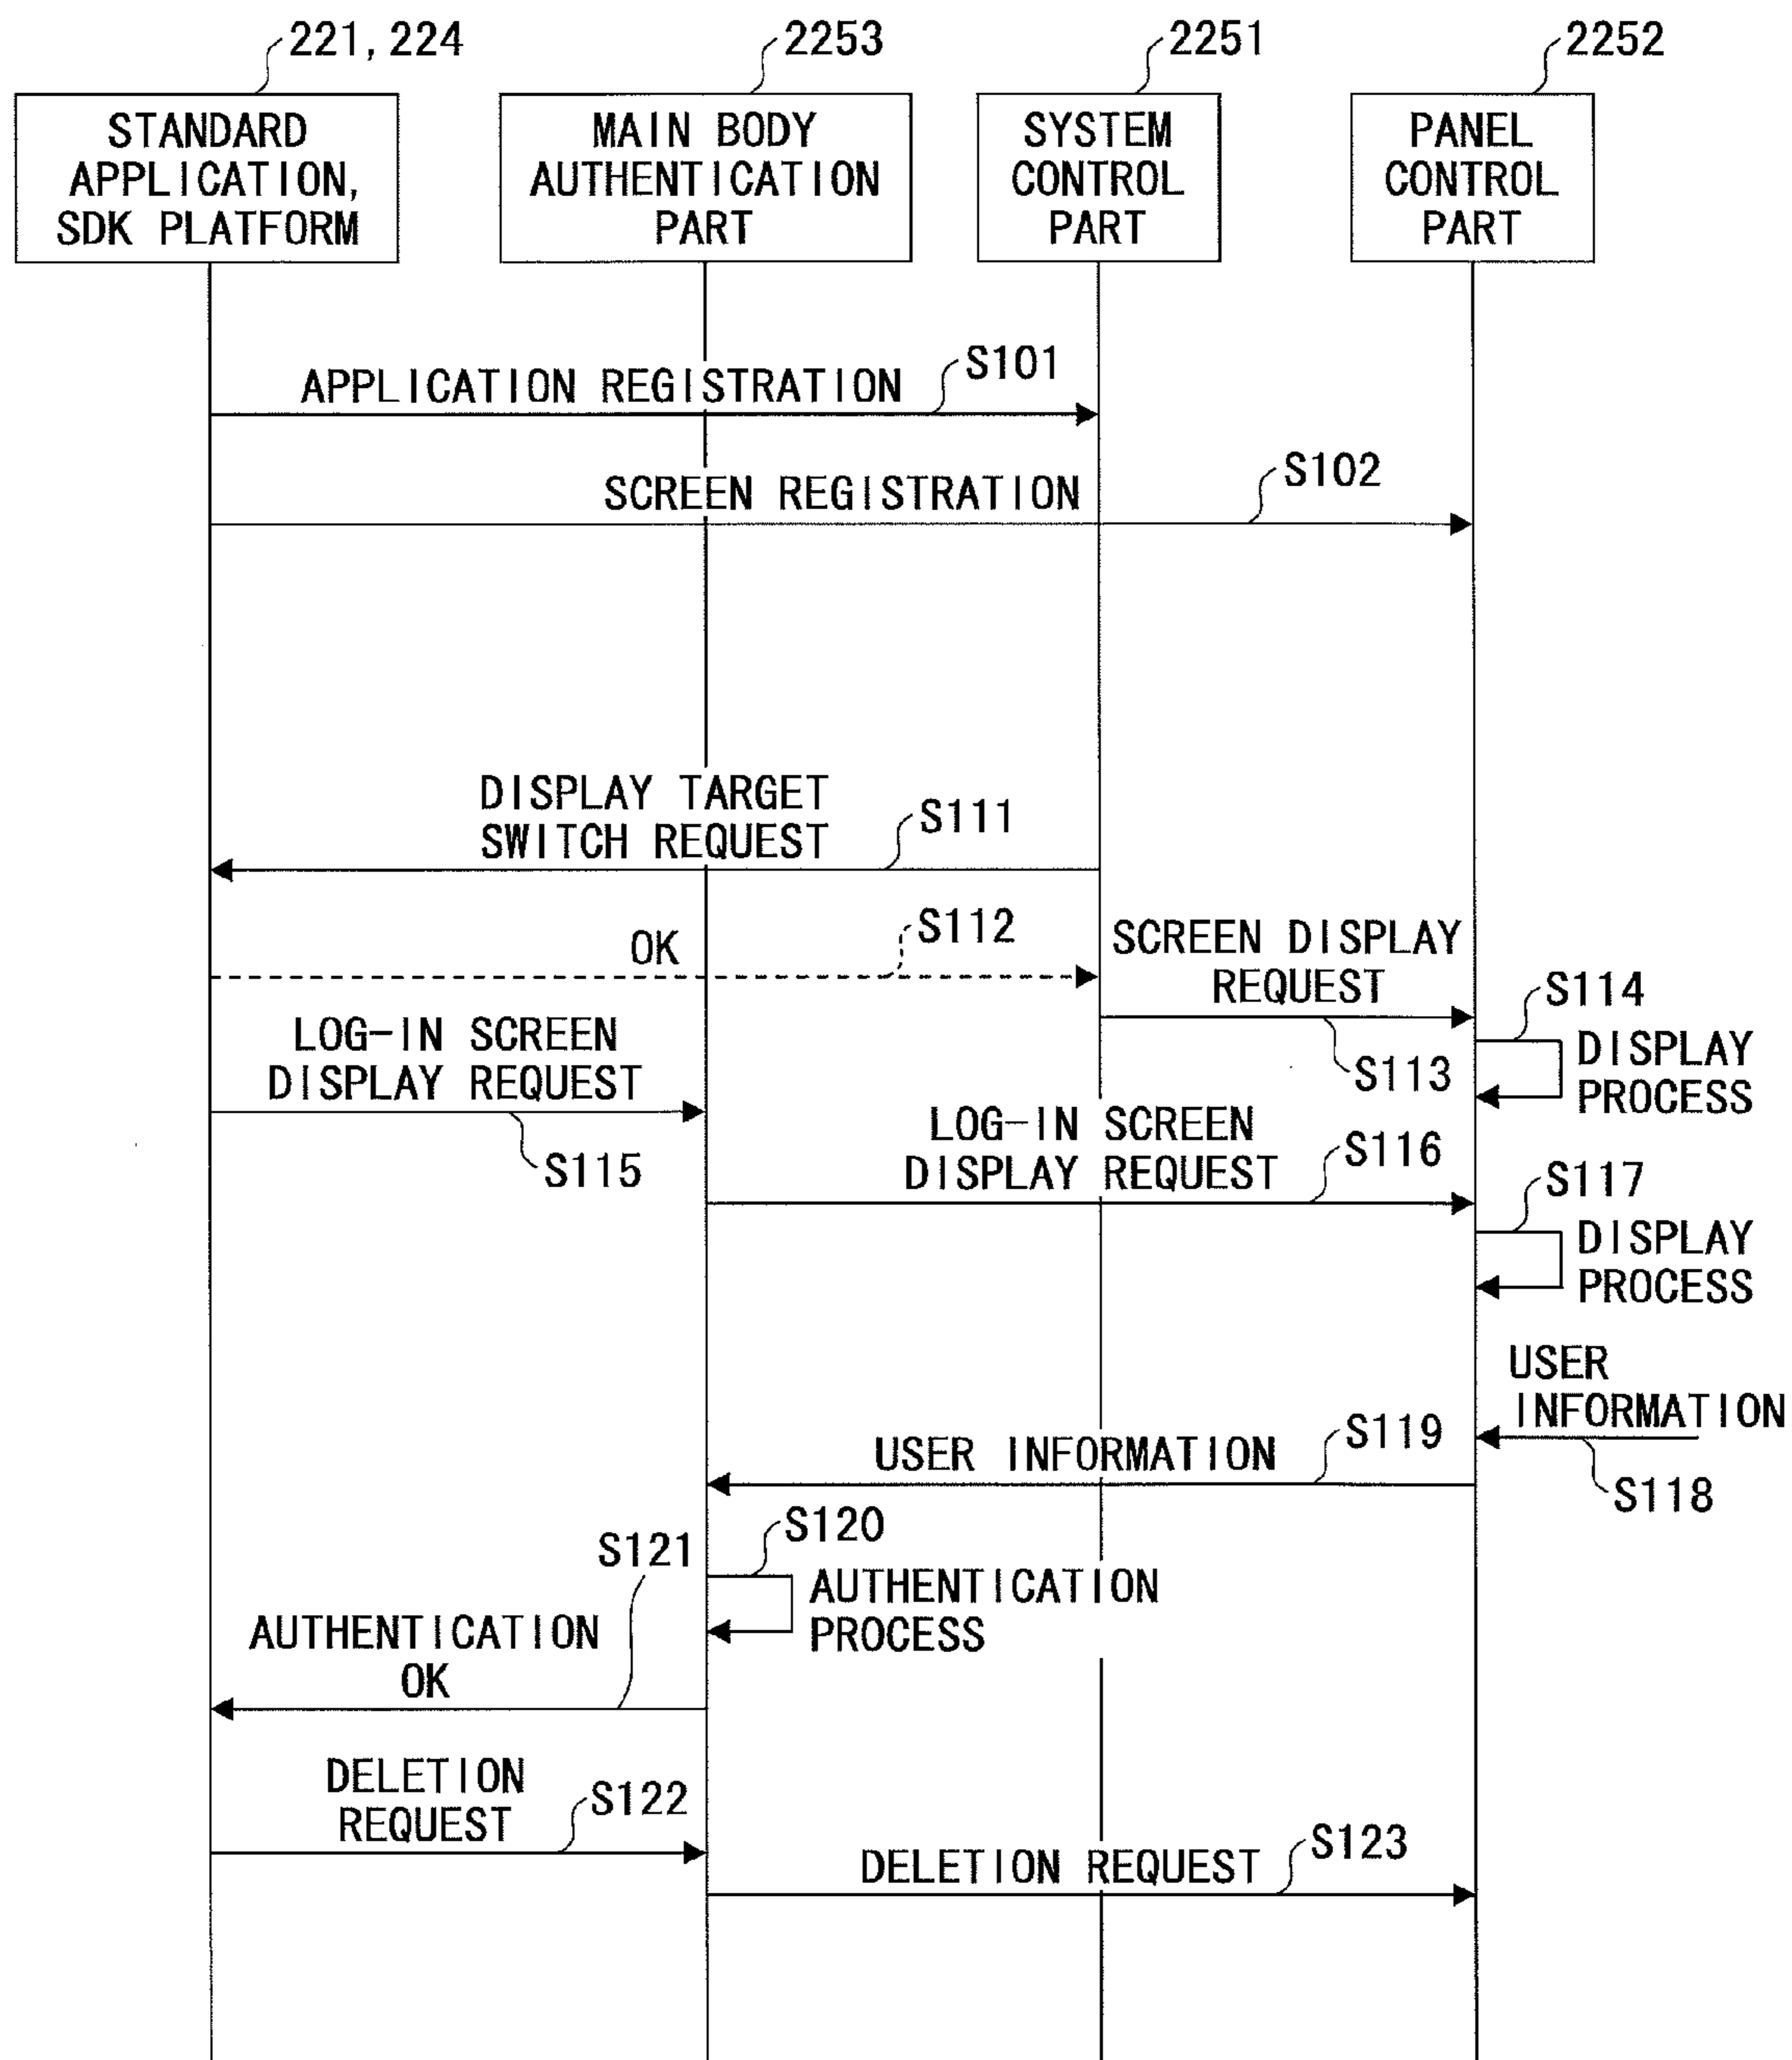 221, 224
2253
2251
2252
STANDARD
APPLICATION,
SDK PLATFORM
MAIN BODY
AUTHENTICATION
PART
SYSTEM
CONTROL
PART
PANEL
CONTROL
PART
APPLICATION REGISTRATION
S101
SCREEN REGISTRATION
S102
DISPLAY TARGET
SWITCH REQUEST
S111
OK
S112
SCREEN DISPLAY
REQUEST
S113
S114
DISPLAY
PROCESS
LOG-IN SCREEN
DISPLAY REQUEST
S115
LOG-IN SCREEN
DISPLAY REQUEST
S116
S117
DISPLAY
PROCESS
USER
INFORMATION
S118
USER INFORMATION
S119
S120
AUTHENTICATION
PROCESS
S121
AUTHENTICATION
OK
DELETION
REQUEST
S122
DELETION REQUEST
S123